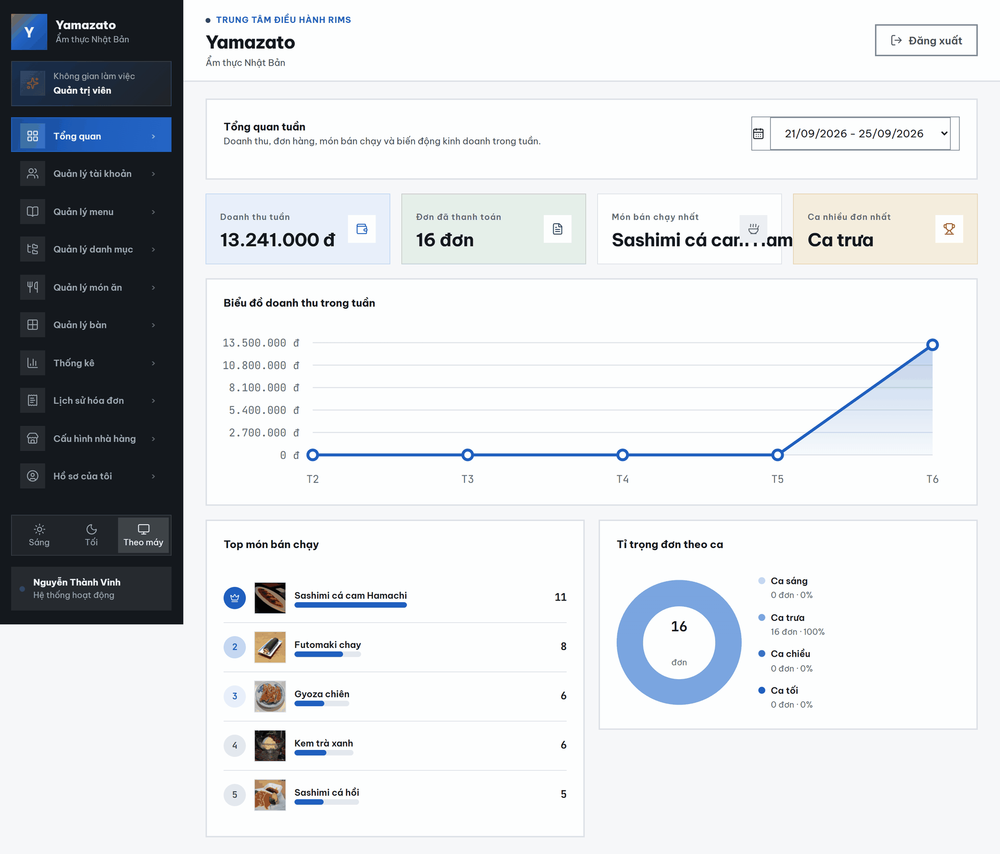 Y
Yamazato
Ẩm thực Nhật Bản
Không gian làm việc
Quản trị viên
Tổng quan
Quản lý tài khoản
Quản lý menu
Quản lý danh mục
Quản lý món ăn
Quản lý bàn
Thống kê
Lịch sử hóa đơn
Cấu hình nhà hàng
Hồ sơ của tôi
Sáng
Tối
Theo máy
Nguyễn Thành Vinh
Hệ thống hoạt động
TRUNG TÂM ĐIỀU HÀNH RIMS
Yamazato
Ẩm thực Nhật Bản
Đăng xuất
Tổng quan tuần
Doanh thu, đơn hàng, món bán chạy và biến động kinh doanh trong tuần.
21/09/2026 - 25/09/2026
Doanh thu tuần
13.241.000 đ
Đơn đã thanh toán
16 đơn
Món bán chạy nhất
Sashimi cá cam
Ca nhiều đơn nhất
Ca trưa
Biểu đồ doanh thu trong tuần
13.500.000 đ
10.800.000 đ
8.100.000 đ
5.400.000 đ
2.700.000 đ
0 đ
T2
T3
T4
T5
T6
Top món bán chạy
Sashimi cá cam Hamachi
11
2
Futomaki chay
8
3
Gyoza chiên
6
4
Kem trà xanh
6
5
Sashimi cá hồi
5
Tỉ trọng đơn theo ca
16
đơn
Ca sáng
0 đơn · 0%
Ca trưa
16 đơn · 100%
Ca chiều
0 đơn · 0%
Ca tối
0 đơn · 0%